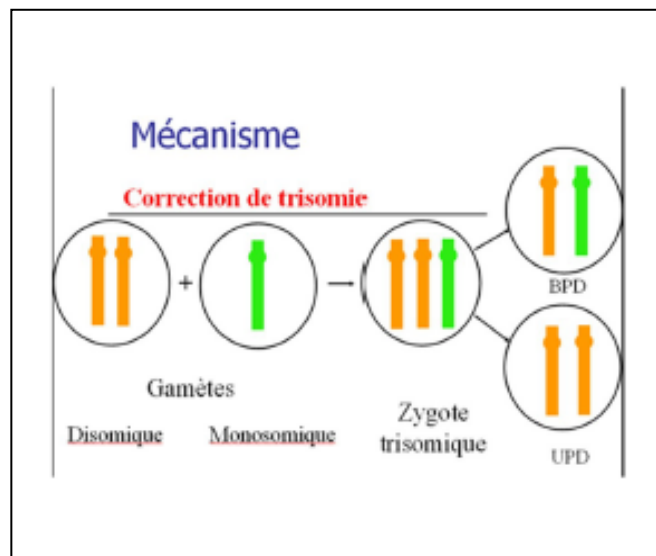 Mécanisme
Correction de trisomie
+
BPD
Gamètes
Disomique Monosomique
Zygote
trisomique
UPD